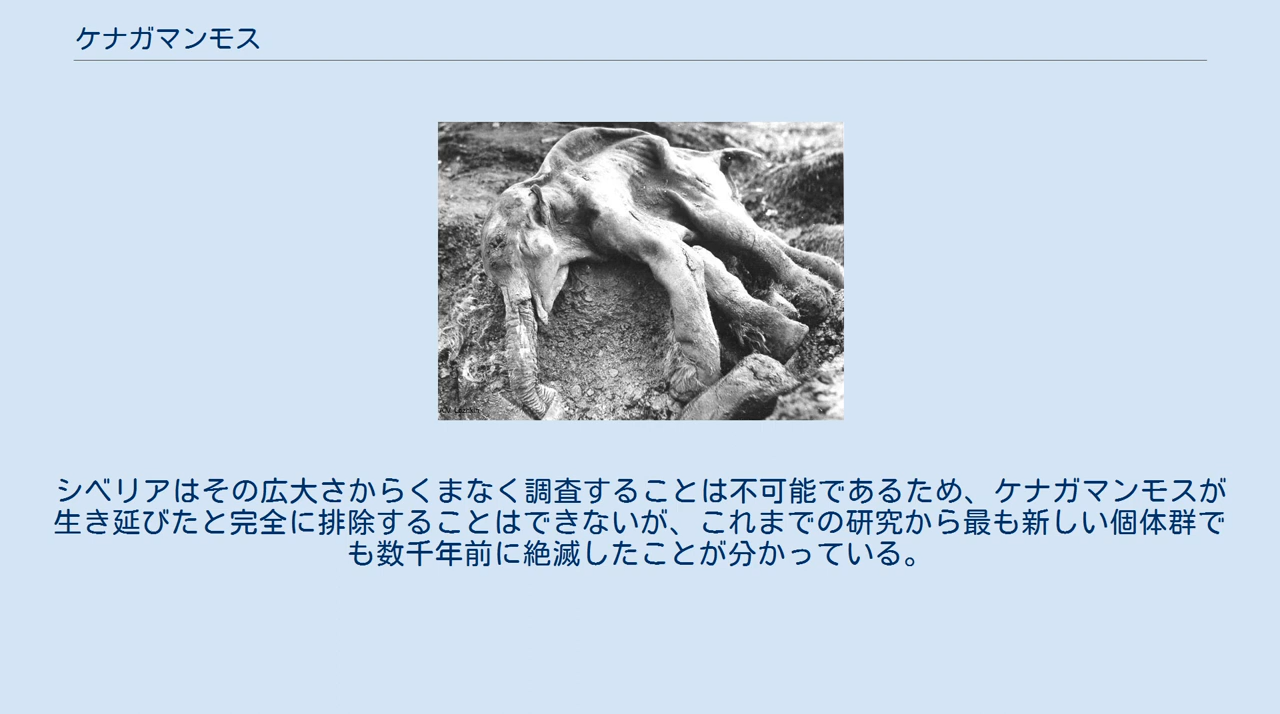 ケナガマンモス
シベリアはその広大さからくまなく調査することは不可能であるため、ケナガマンモスが
生き延びたと完全に排除することはできないが、これまでの研究から最も新しい個体群で
も数千年前に絶滅したことが分かっている。